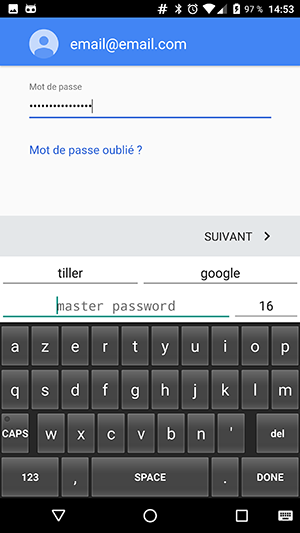 # 97 % 14:53
email@email.com
Mot de passe
••••••••••••••••
Mot de passe oublié ?
SUIVANT
tiller google
master password 16
a z e r t y u i o p
q s d f g h j k l m
CAPS w x c v b n ' del
123 , SPACE . DONE